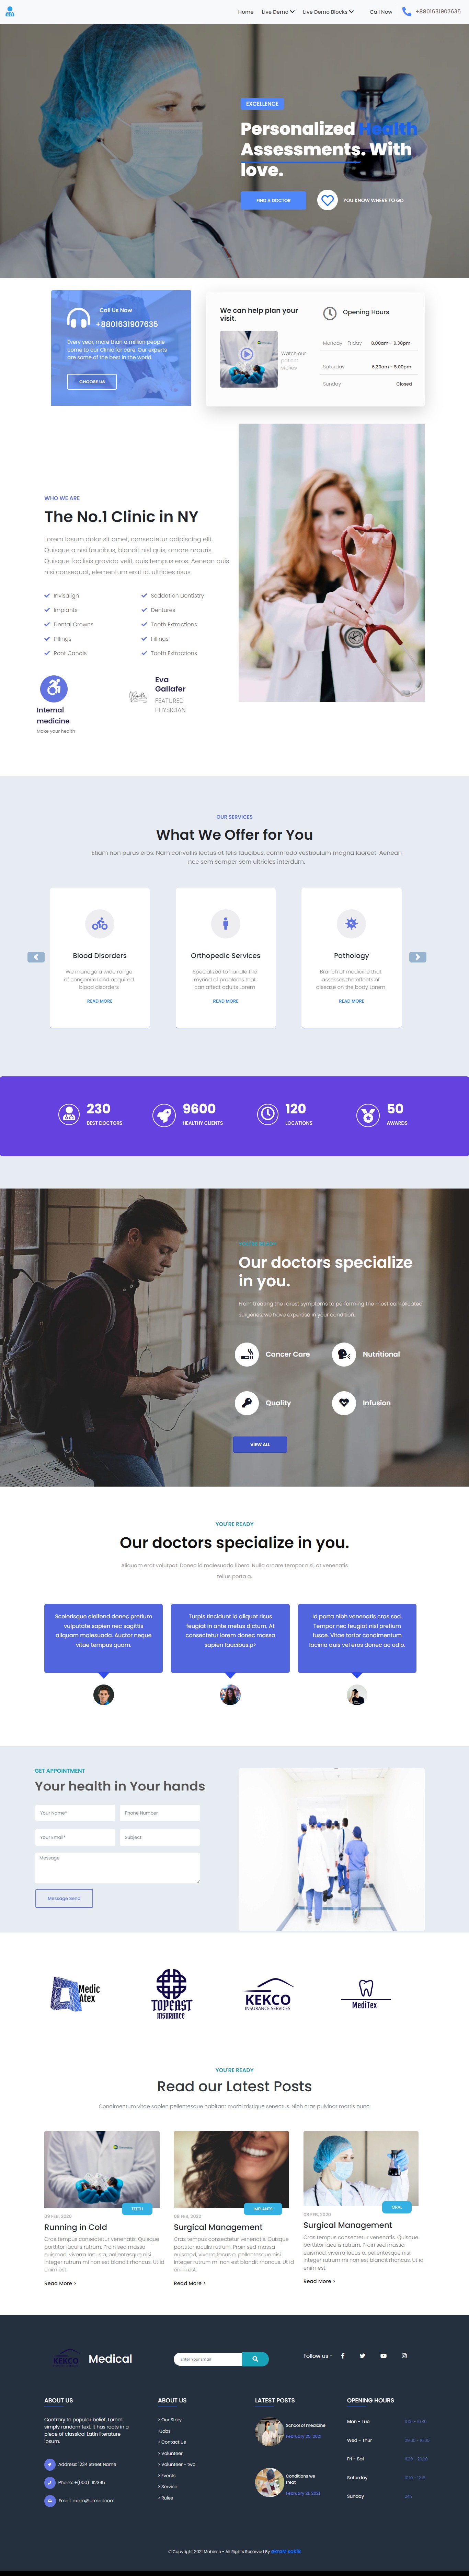 Home Live Demo Live Demo Blocks Call Now +8801631907635
EXCELLENCE
Personalized Health
Assessments. With
love.
FIND A DOCTOR YOU KNOW WHERE TO GO
Call Us Now
+8801631907635
Every year, more than a million people
come to our Clinic for care. Our experts
are some of the best in the world.
CHOOSE US
We can help plan your
visit.
Watch our
patient
stories
Opening Hours
Monday - Friday 8.00am - 9.30pm
Saturday 6.30am - 5.00pm
Sunday Closed
WHO WE ARE
The No.1 Clinic in NY
Lorem ipsum dolor sit amet, consectetur adipiscing elit.
Quisque a nisi faucibus, blandit nisl quis, ornare mauris.
Quisque facilisis gravida velit, quis tempus eros. Aenean quis
nisi consequat, elementum erat id, ultricies risus.
Invisalign
Implants
Dental Crowns
Fillings
Root Canals
Seddation Dentistry
Dentures
Tooth Extractions
Fillings
Tooth Extractions
Internal
medicine
Make your health
Eva
Gallafer
FEATURED
PHYSICIAN
OUR SERVICES
What We Offer for You
Etiam non purus eros. Nam convallis lectus at felis faucibus, commodo vestibulum magna laoreet. Aenean
nec sem semper sem ultricies interdum.
Blood Disorders
We manage a wide range
of congenital and acquired
blood disorders
READ MORE
Orthopedic Services
Specialized to handle the
myriad of problems that
can affect adults Lorem
READ MORE
Pathology
Branch of medicine that
assesses the effects of
disease on the body Lorem
READ MORE
230
BEST DOCTORS
9600
HEALTHY CLIENTS
120
LOCATIONS
50
AWARDS
Our doctors specialize
in you.
From treating the rarest symptoms to performing the most complicated
surgeries, we have expertise in your condition.
Cancer Care Nutritional
Quality Infusion
VIEW ALL
YOU'RE READY
Our doctors specialize in you.
Aliquam erat volutpat. Donec id malesuada libero. Nulla ornare tempor nisi, at venenatis
tellus porta a.
Scelerisque eleifend donec pretium
vulputate sapien nec sagittis
aliquam malesuada. Auctor neque
vitae tempus quam.
Turpis tincidunt id aliquet risus
feugiat in ante metus dictum. At
consectetur lorem donec massa
sapien faucibus.p>
Id porta nibh venenatis cras sed.
Tempor nec feugiat nisl pretium
fusce. Vitae tortor condimentum
lacinia quis vel eros donec ac odio.
GET APPOINTMENT
Your health in Your hands
Your Name* Phone Number
Your Email* Subject
Message
Message Send
Medic
Atex
TOPEAST
INSURANCE
KEKCO
INSURANCE SERVICES
MediTex
YOU'RE READY
Read our Latest Posts
Condimentum vitae sapien pellentesque habitant morbi tristique senectus. Nibh cras pulvinar mattis nunc.
TEETH
Running in Cold
Cras tempus consectetur venenatis. Quisque
porttitor iaculis rutrum. Proin sed massa
euismod, viverra lacus a, pellentesque nisi.
Integer rutrum mi non est blandit rhoncus. Ut id
enim est.
Read More >
IMPLANTS
Surgical Management
Cras tempus consectetur venenatis. Quisque
porttitor iaculis rutrum. Proin sed massa
euismod, viverra lacus a, pellentesque nisi.
Integer rutrum mi non est blandit rhoncus. Ut id
enim est.
Read More >
ORAL
Surgical Management
Cras tempus consectetur venenatis. Quisque
porttitor iaculis rutrum. Proin sed massa
euismod, viverra lacus a, pellentesque nisi.
Integer rutrum mi non est blandit rhoncus. Ut id
enim est.
Read More >
KEKCO
Medical
Enter Your Email
Follow us -
ABOUT US
Contrary to popular belief, Lorem
simply random text. It has roots in a
piece of classical Latin literature
ipsum.
Address: 1234 Street Name
Phone: +(000) 1112345
Email: exam@urmail.com
ABOUT US
> Our Story
>Jobs
> Contact Us
> Volunteer
> Volunteer - two
> Events
> Service
> Rules
LATEST POSTS
School of medicine
Conditions we
treat
February 21, 2021
OPENING HOURS
Mon - Tue
Wed - Thur
Fri - Sat
Saturday
Sunday
© Copyright 2021 Mobirise - All Rights Reserved By